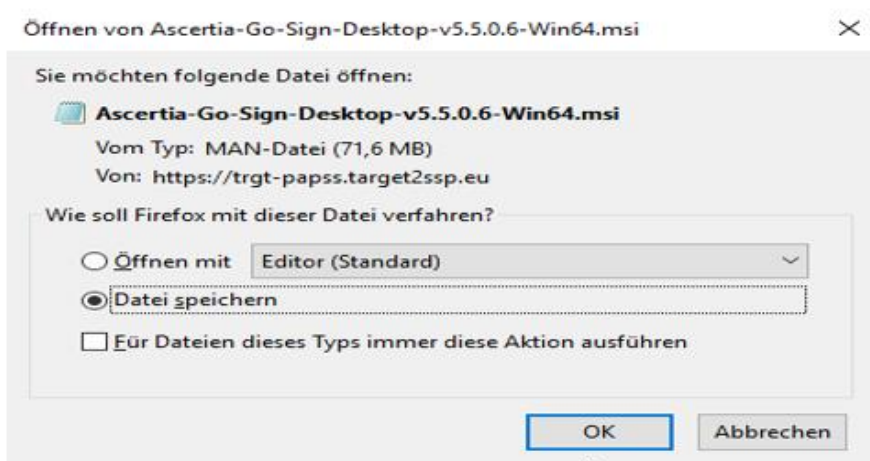 Öffnen von Ascertia-Go-Sign-Desktop-v5.5.0.6-Win64.msi
Sie möchten folgende Datei öffnen:
Ascertia-Go-Sign-Desktop-v5.5.0.6-Win64.msi
Vom Typ: MAN-Datei (71,6 MB)
Von: https://trgt-papss.target2ssp.eu
Wie soll Firefox mit dieser Datei verfahren?
Öffnen mit Editor (Standard)
Datei speichern
Für Dateien dieses Typs immer diese Aktion ausführen
OK Abbrechen